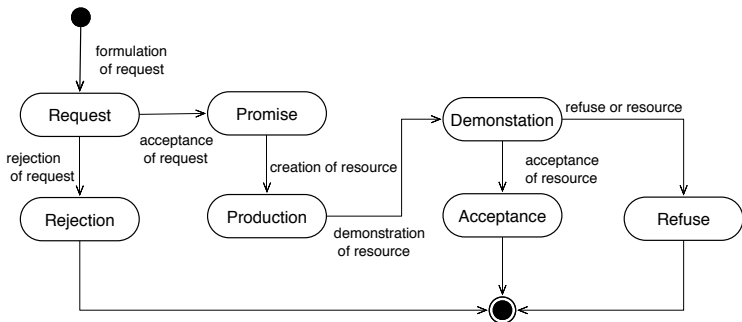 formulation
of request
Request
Promise
Demonstation
refuse or resource
rejection
of request
acceptance
of request
creation of resource
acceptance
of resource
Rejection
Production
Acceptance
Refuse
demonstration
of resource